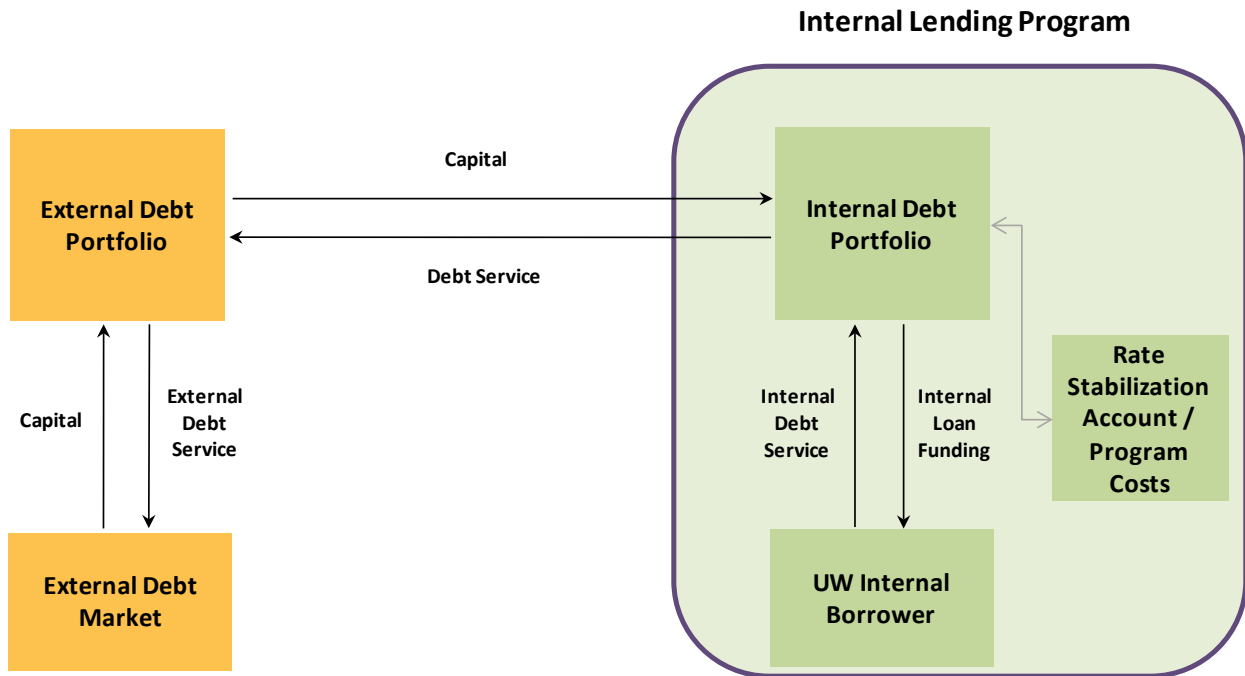 Internal Lending Program
Capital
External Debt
Portfolio
Internal Debt
Portfolio
Debt Service
Capital
External
Debt
Service
Internal
Debt
Service
Internal
Loan
Funding
Rate
Stabilization
Account /
Program
Costs
External Debt
Market
UW Internal
Borrower